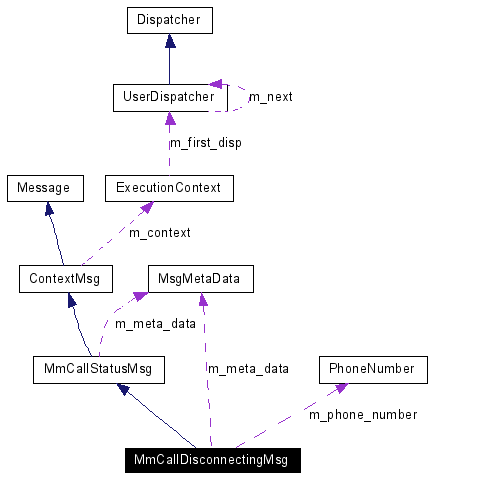 Dispatcher
UserDispatcher
m_next
m_first_disp
Message
ExecutionContext
m_context
ContextMsg
MsgMetaData
m_meta_data
MmCallStatusMsg
m_meta_data
PhoneNumber
m_phone_number
MmCallDisconnectingMsg